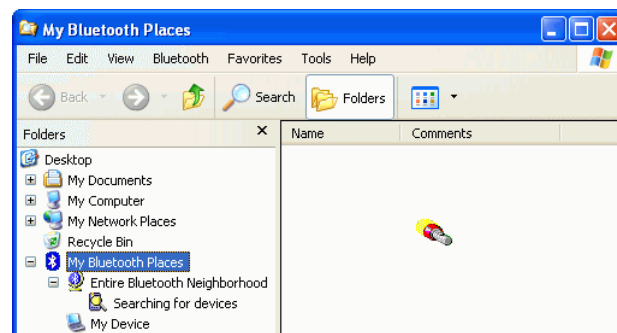 My Bluetooth Places
File Edit View Bluetooth Favorites Tools Help
Back Search Folders
Folders Name Comments
Desktop
My Documents
My Computer
My Network Places
Recycle Bin
My Bluetooth Places
Entire Bluetooth Neighborhood
Searching for devices
My Device